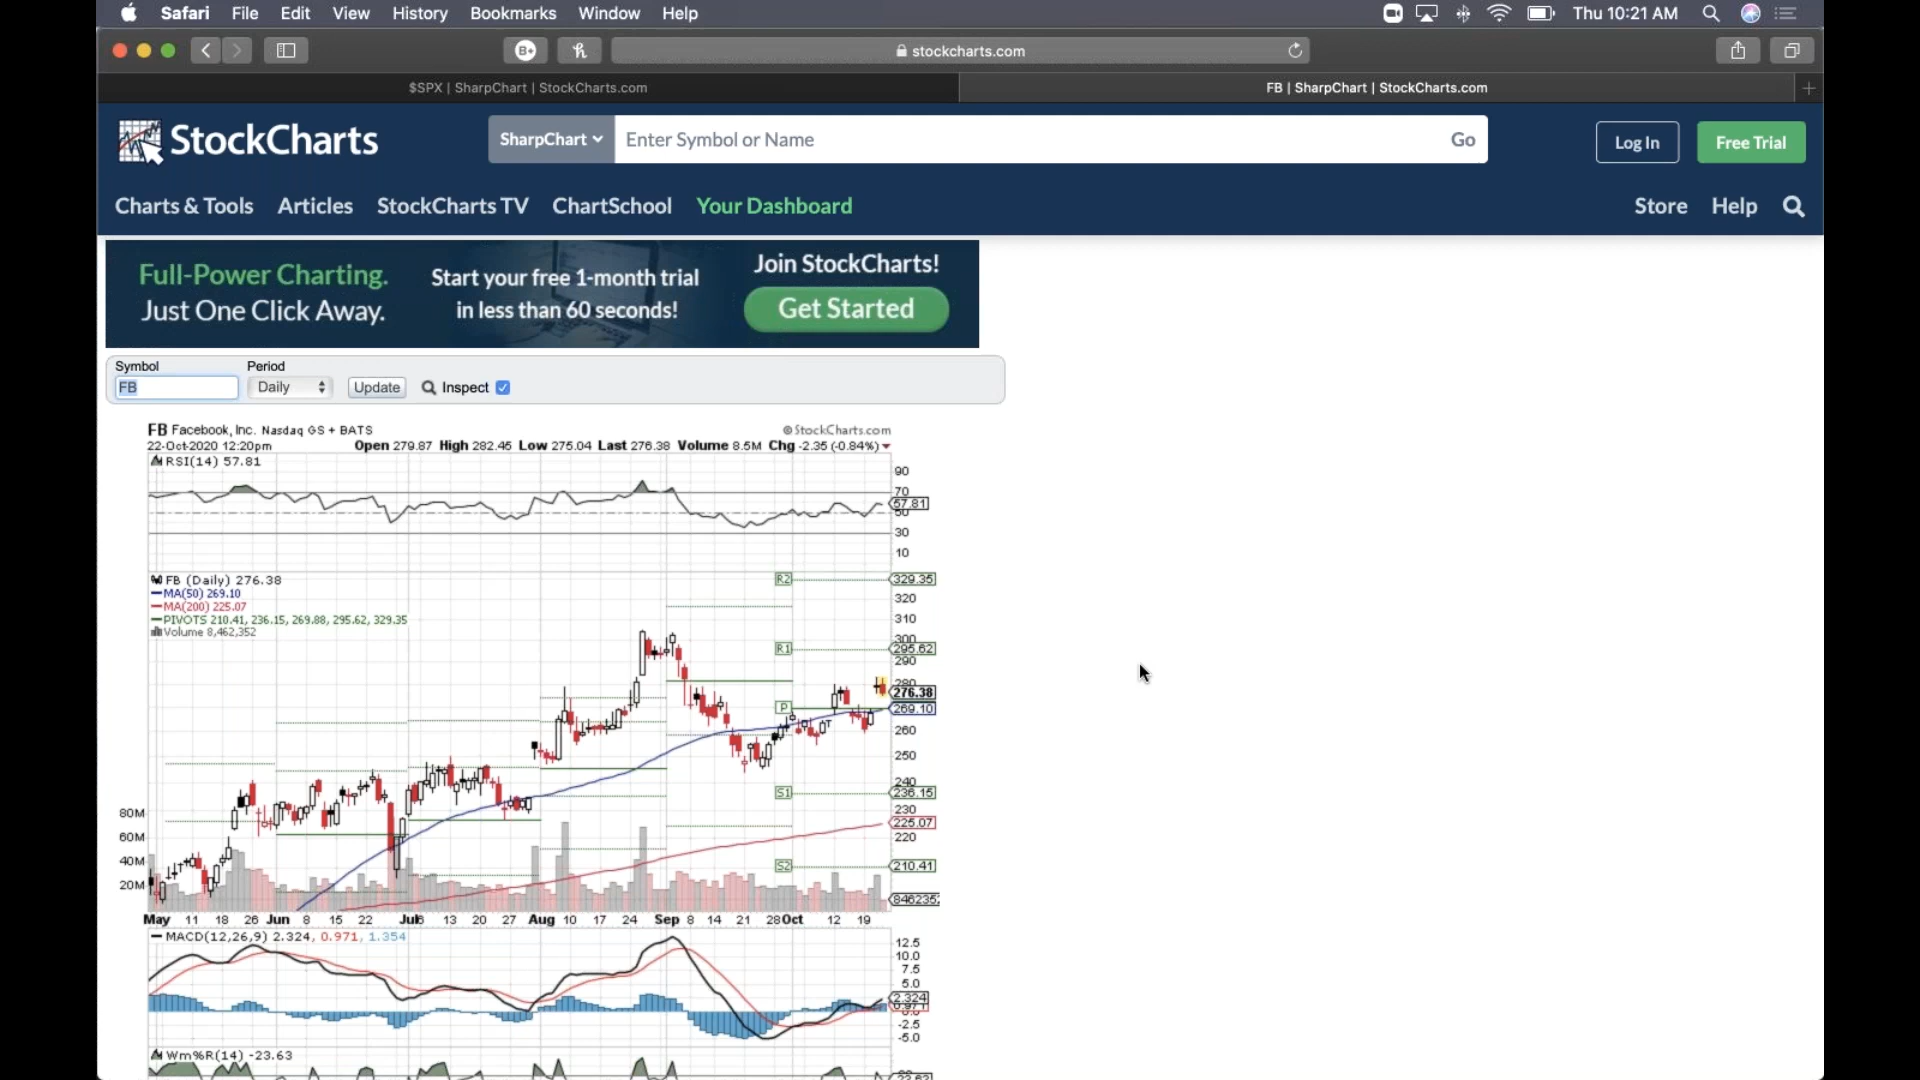 Safari File Edit View History Bookmarks Window Help Thu 10:21 AM
B+ stockcharts.com
$SPX | SharpChart | StockCharts.com FB | SharpChart | StockCharts.com
StockCharts SharpChart Enter Symbol or Name Go Log In Free Trial
Charts & Tools Articles StockCharts TV ChartSchool Your Dashboard Store Help
Full-Power Charting. Start your free 1-month trial Join StockCharts!
Just One Click Away. in less than 60 seconds! Get Started
Symbol Period
FB Daily Update Inspect
FB Facebook, Inc. Nasdaq GS + BATS © StockCharts.com
22-Oct-2020 12:20pm Open 279.87 High 282.45 Low 275.04 Last 276.38 Volume 8.5M Chg -2.35 (-0.84%)
RSI(14) 57.81
90
70
57.81
50
30
10
FB (Daily) 276.38 R2 329.35
MA(50) 269.10
320
MA(200) 225.07
310
PIVOTS 210.41, 236.15, 269.88, 295.62, 329.35
Volume 8,462,352
300
R1 295.62
290
280
276.38
P 269.10
260
250
240
S1 236.15
80M 230
225.07
60M 220
40M S2 210.41
20M 8462352
May 11 18 26 Jun 8 15 22 Jul 6 13 20 27 Aug 10 17 24 Sep 8 14 21 28 Oct 12 19
MACD(12,26,9) 2.324, 0.971, 1.354
12.5
10.0
7.5
5.0
2.324
-2.5
-5.0
Wm%R(14) -23.63